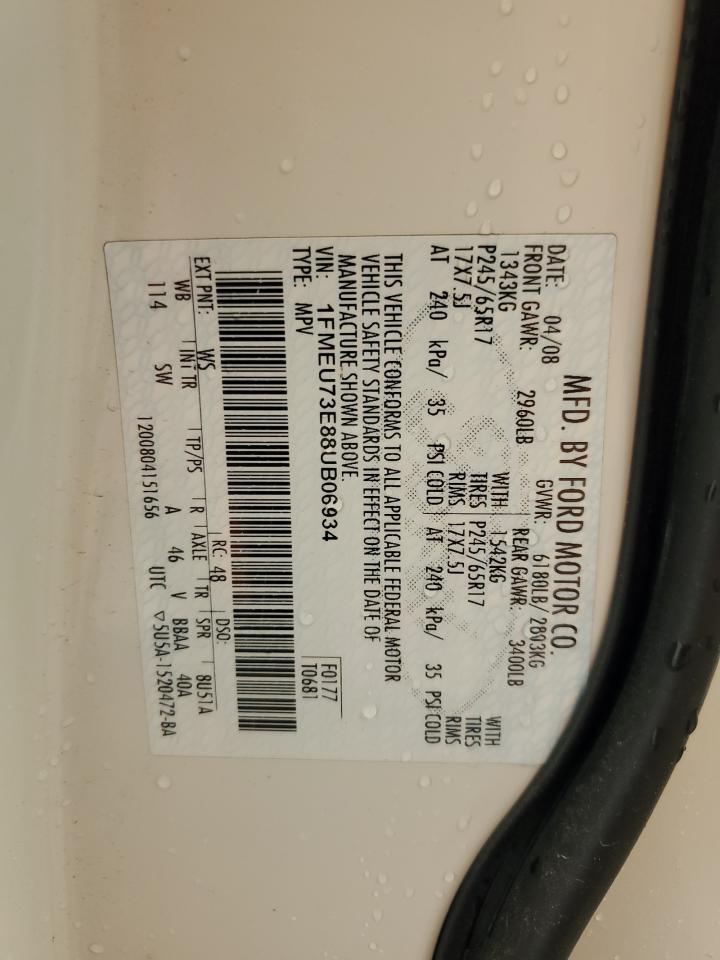 MFD. BY FORD MOTOR CO.
DATE: 04/08 GVWR: 6180LB/ 2803KG
FRONT GAWR: 2960LB REAR GAWR: 3400LB
1343KG WITH 1542KG WITH
P245/65R17 TIRES P245/65R17 TIRES
17X7.5J RIMS 17X7.5J RIMS
AT 240 kPa/ 35 PSI COLD AT 240 kPa/ 35 PSI COLD
THIS VEHICLE CONFORMS TO ALL APPLICABLE FEDERAL MOTOR
VEHICLE SAFETY STANDARDS IN EFFECT ON THE DATE OF
MANUFACTURE SHOWN ABOVE.
VIN: 1FMEU73E88UB06934 F0177
TYPE: MPV T0681
EXT PNT: WS RC: 48 DSO:
WB INT TR TP/PS R AXLE TR SPR 8U51A
114 SW A 46 V BBAA 40A
1200804151656 UTC ▽5U5A-1520472-BA